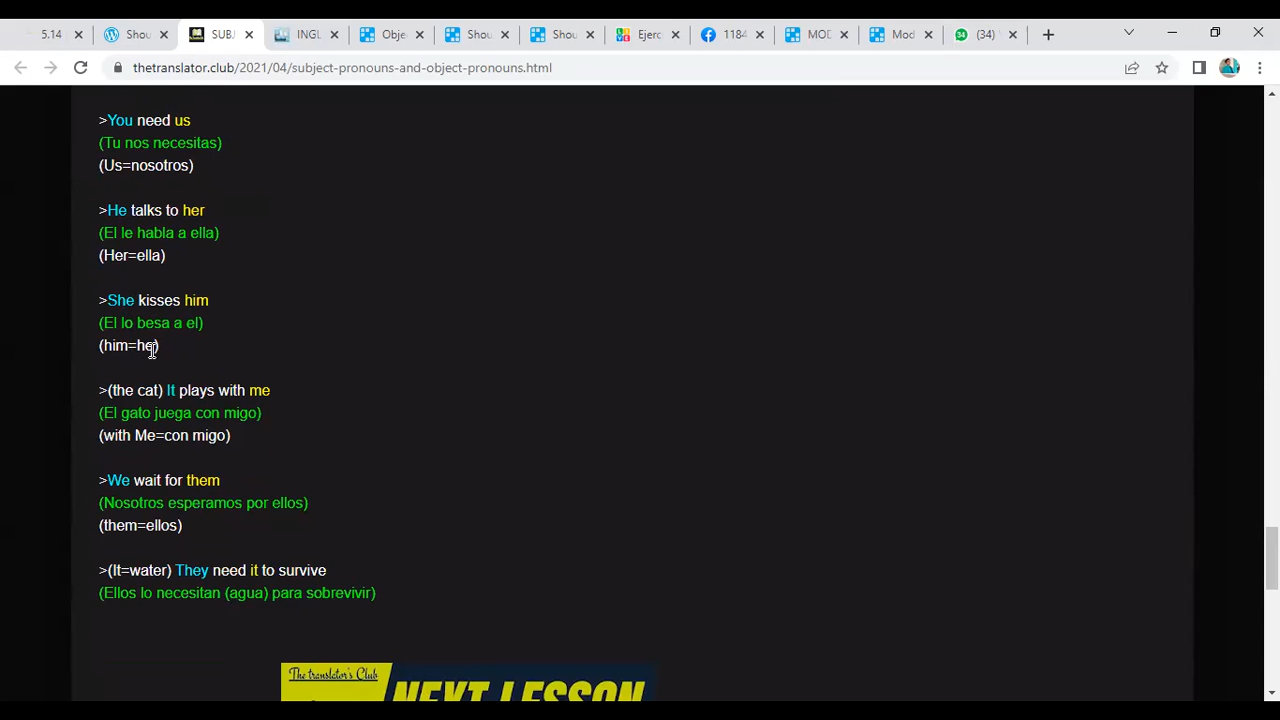 5.14
Shou
SUBJ
INGL
Obje
Shou
Shou
Ejerc
1184
MOD
Mod
(34)
thetranslator.club/2021/04/subject-pronouns-and-object-pronouns.html
>You need us
(Tu nos necesitas)
(Us=nosotros)
>He talks to her
(El le habla a ella)
(Her=ella)
>She kisses him
(El lo besa a el)
(him=her)
>(the cat) It plays with me
(El gato juega con migo)
(with Me=con migo)
>We wait for them
(Nosotros esperamos por ellos)
(them=ellos)
>(It=water) They need it to survive
(Ellos lo necesitan (agua) para sobrevivir)
The translator's Club
NEXT LESSON